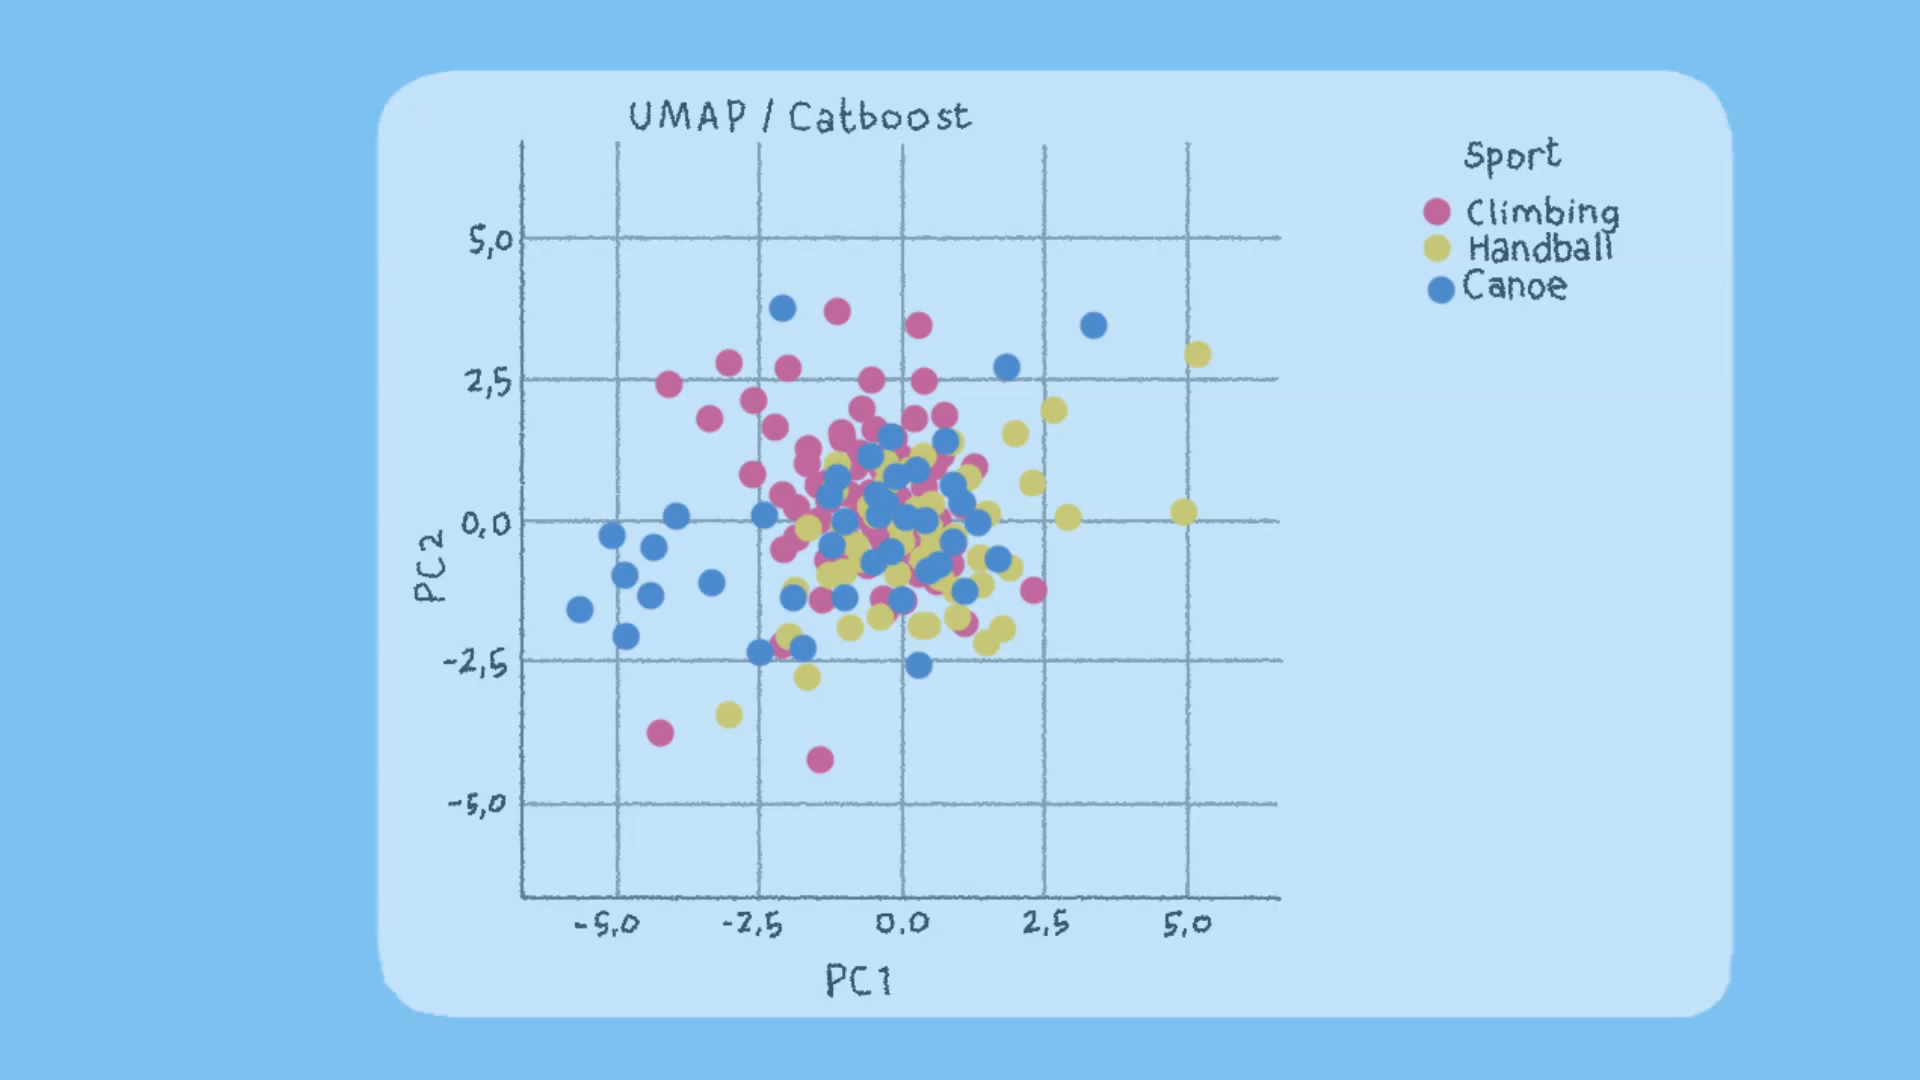 UMAP / Catboost
Sport
Climbing
Handball
Canoe
5,0
2,5
0,0
-2,5
-5,0
PC2
-5,0
-2,5
0,0
2,5
5,0
PC1